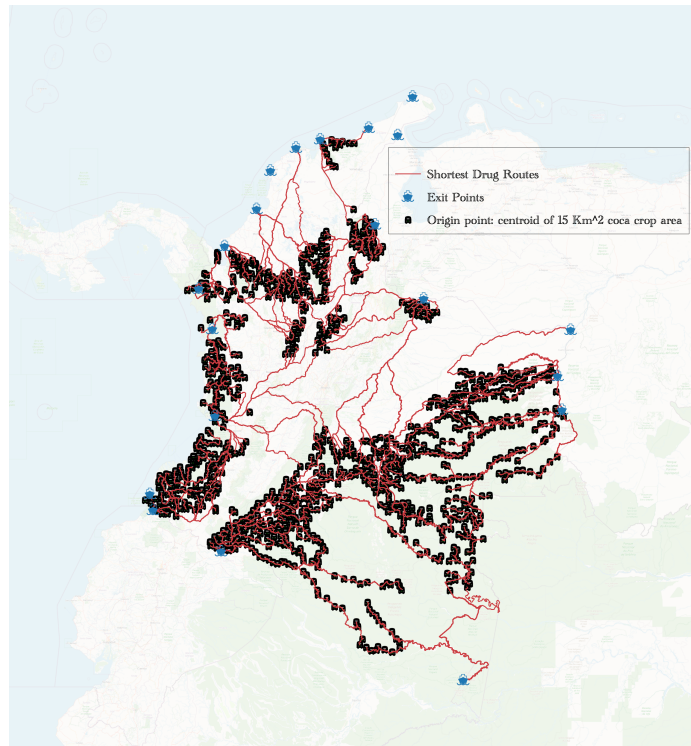 Shortest Drug Routes
Exit Points
Origin point: centroid of 15 Km^2 coca crop area